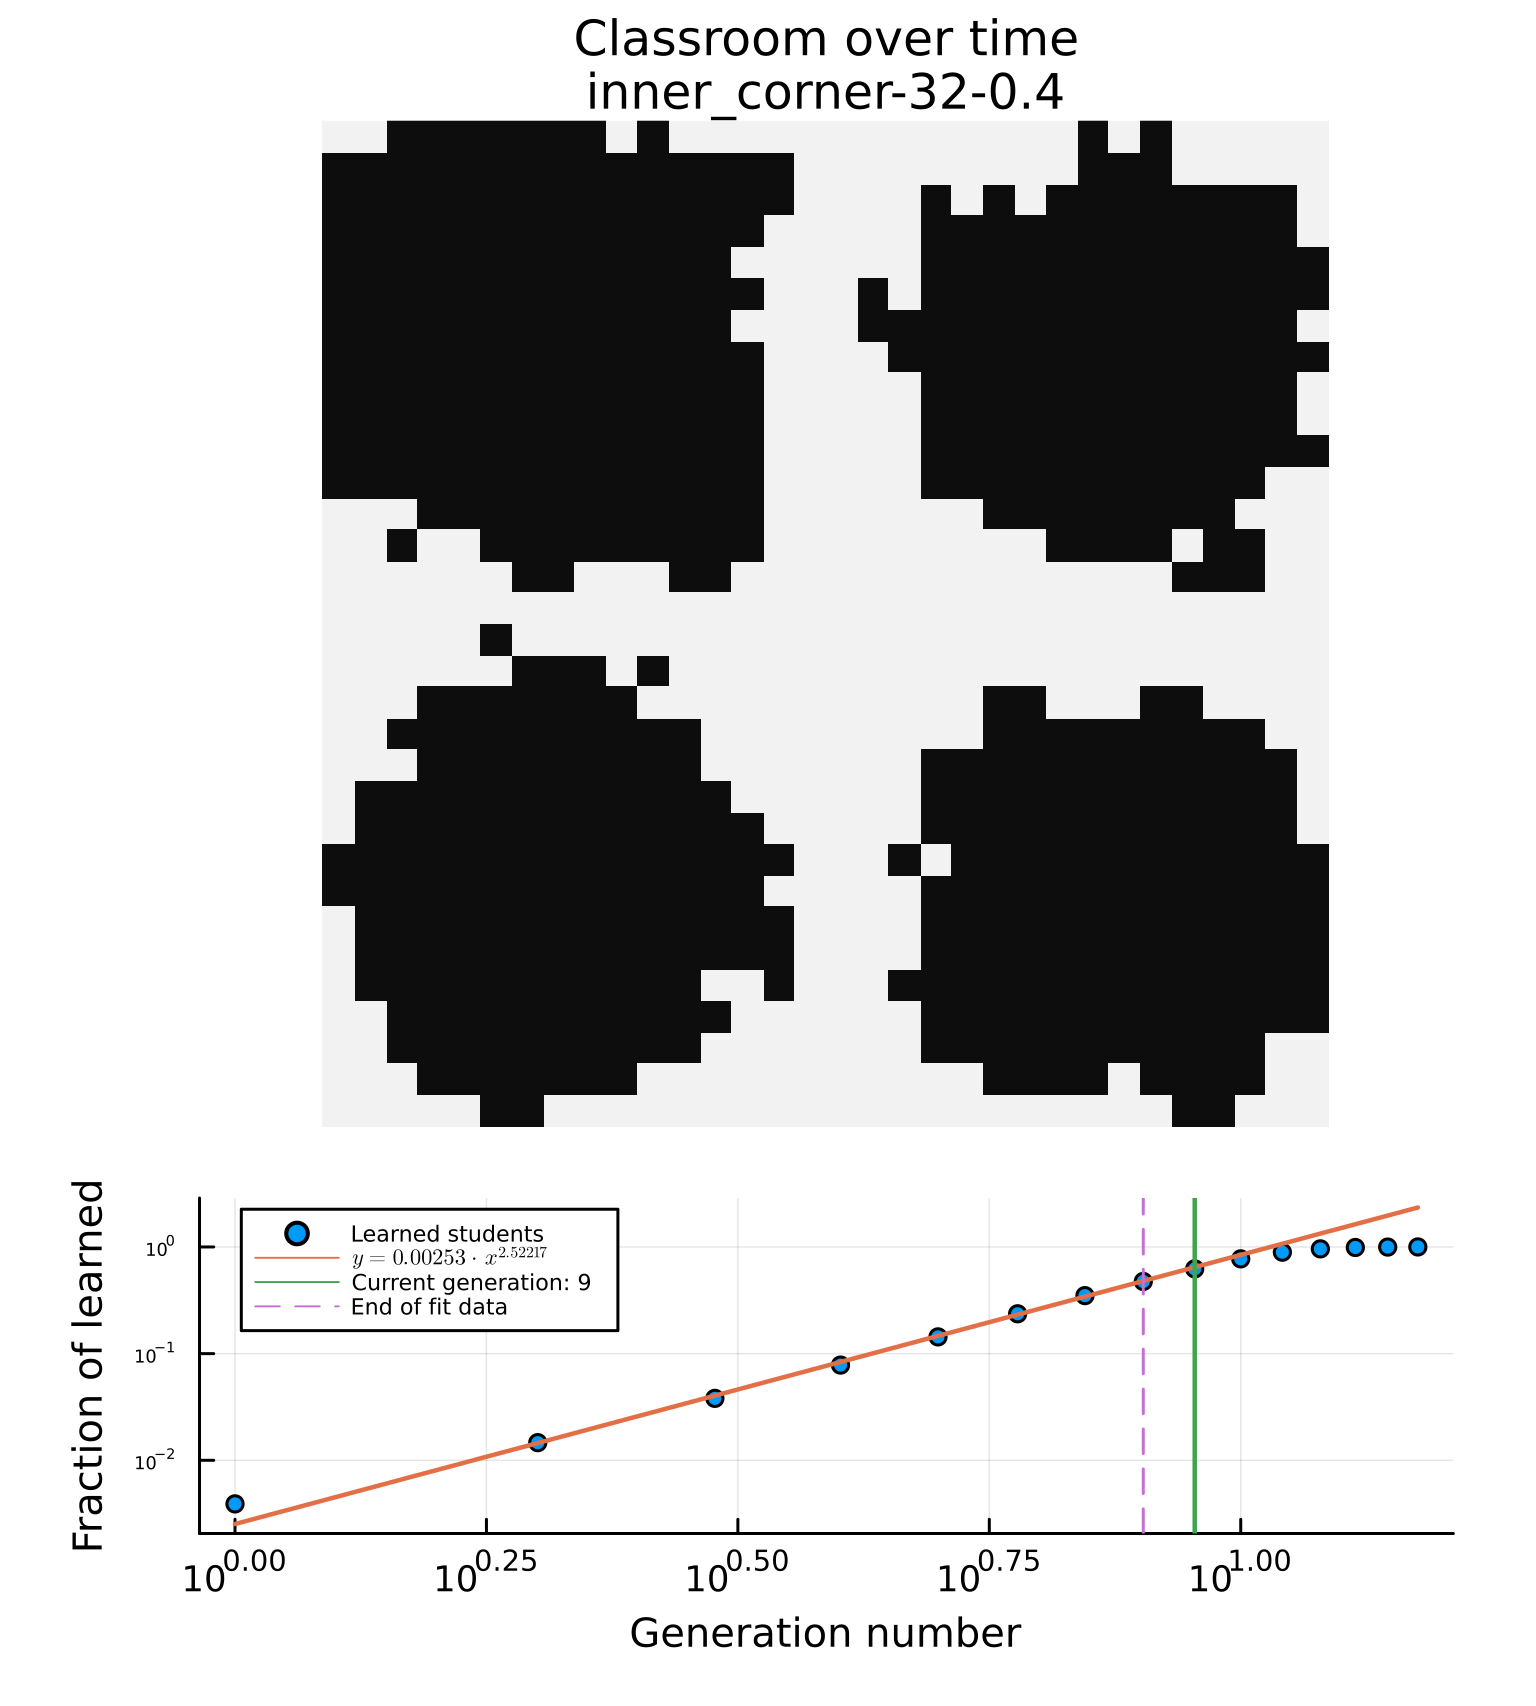 Classroom over time
inner_corner-32-0.4
Fraction of learned
10^0
10^-1
10^-2
Learned students
y = 0.00253 · x^2.52217
Current generation: 9
End of fit data
10^0.00 10^0.25 10^0.50 10^0.75 10^1.00
Generation number